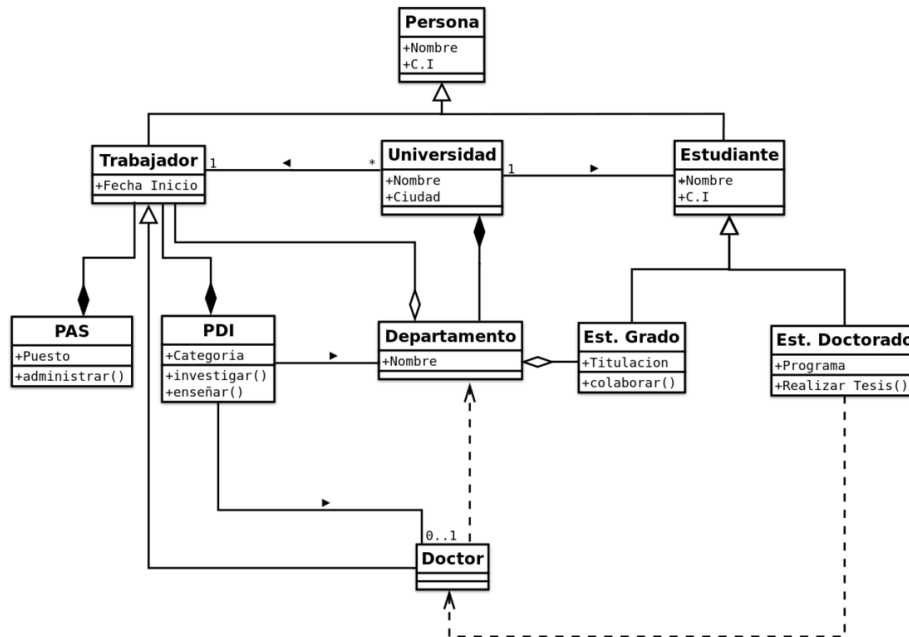 Persona
+Nombre
+C.I
Trabajador
+Fecha Inicio
1
*
Universidad
+Nombre
+Ciudad
1
Estudiante
+Nombre
+C.I
PAS
+Puesto
+administrar()
PDI
+Categoria
+investigar()
+enseñar()
Departamento
+Nombre
Est. Grado
+Titulacion
+colaborar()
Est. Doctorado
+Programa
+Realizar Tesis()
0..1
Doctor